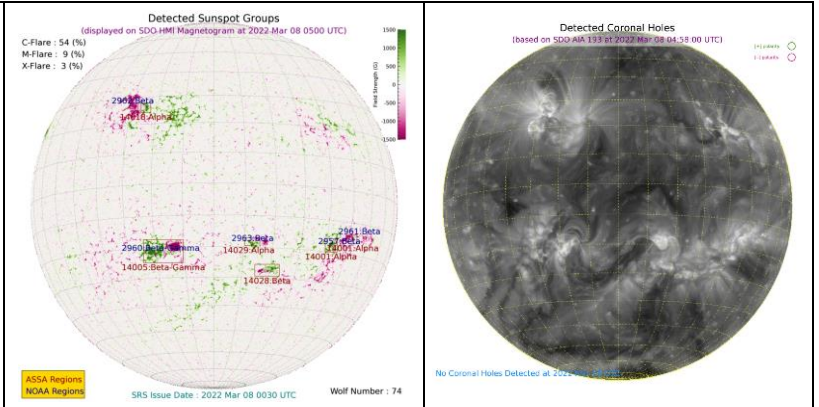 Detected Sunspot Groups
(displayed on SDO HMI Magnetogram at 2022 Mar 08 0500 UTC)
C-Flare : 54 (%)
M-Flare : 9 (%)
X-Flare : 3 (%)
1500
1000
500
0
-500
-1000
-1500
Field Strength (G)
Beta
Alpha
2960:Beta-Gamma
14005:Beta-Gamma
2963:Beta
14029:Alpha
14028:Beta
2961:Beta
Beta
14001:Alpha
14001:Alpha
ASSA Regions
NOAA Regions
SRS Issue Date : 2022 Mar 08 0030 UTC
Wolf Number : 74
Detected Coronal Holes
(based on SDO AIA 193 at 2022 Mar 08 04:58:00 UTC)
[+] polarity
[-] polarity
No Coronal Holes Detected at